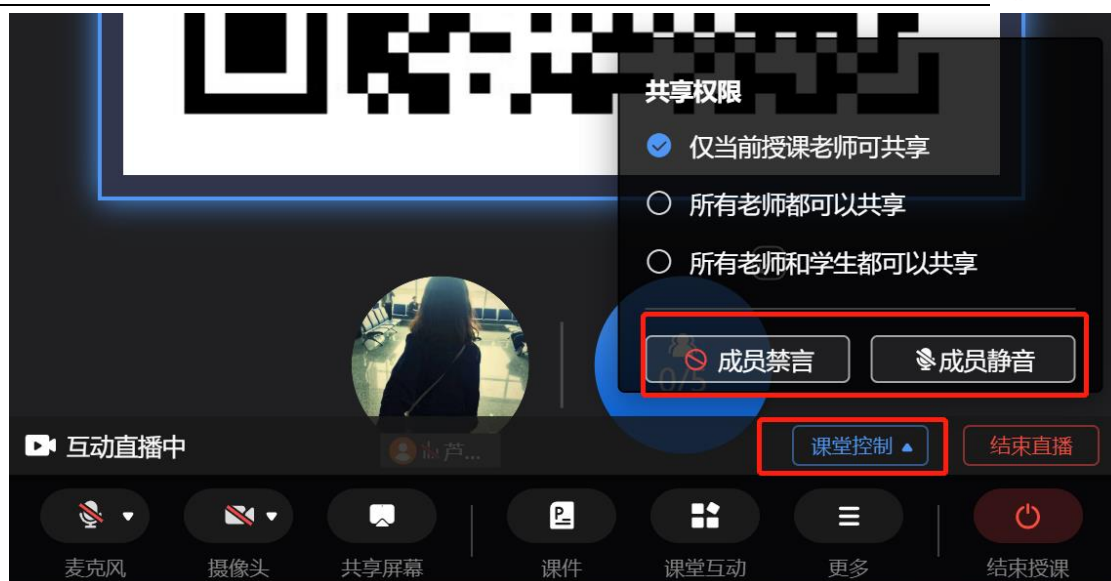 共享权限
仅当前授课老师可共享
所有老师都可以共享
所有老师和学生都可以共享
成员禁言 成员静音
0/5
互动直播中 芦... 课堂控制 结束直播
麦克风 摄像头 共享屏幕 课件 课堂互动 更多 结束授课